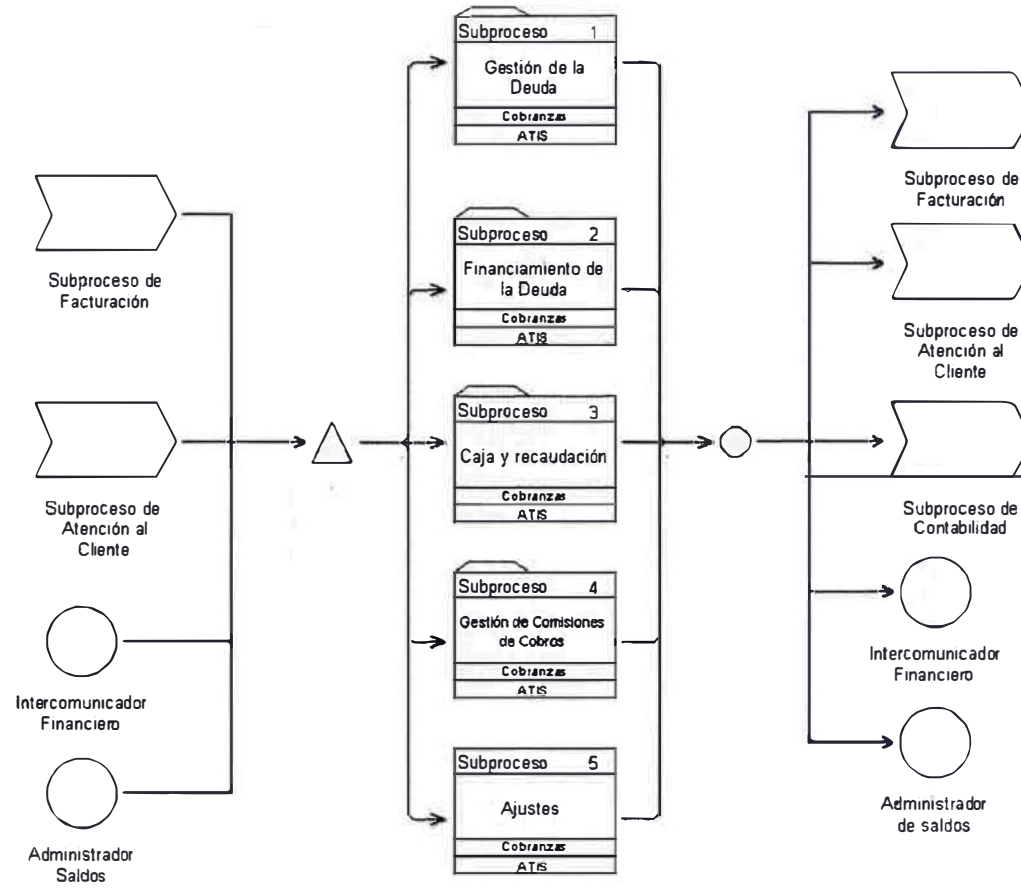 Subproceso de
Facturación
Subproceso de
Atención al
Cliente
Intercomunicador
Financiero
Administrador
Saldos
Subproceso 1
Gestión de la
Deuda
Cobranzas
ATIS
Subproceso 2
Financiamiento de
la Deuda
Cobranzas
ATIS
Subproceso 3
Caja y recaudación
Cobranzas
ATIS
Subproceso 4
Gestión de Comisiones
de Cobros
Cobranzas
ATIS
Subproceso 5
Ajustes
Cobranzas
ATIS
Subproceso de
Facturación
Subproceso de
Atención al
Cliente
Subproceso de
Contabilidad
Intercomunicador
Financiero
Administrador
de saldos